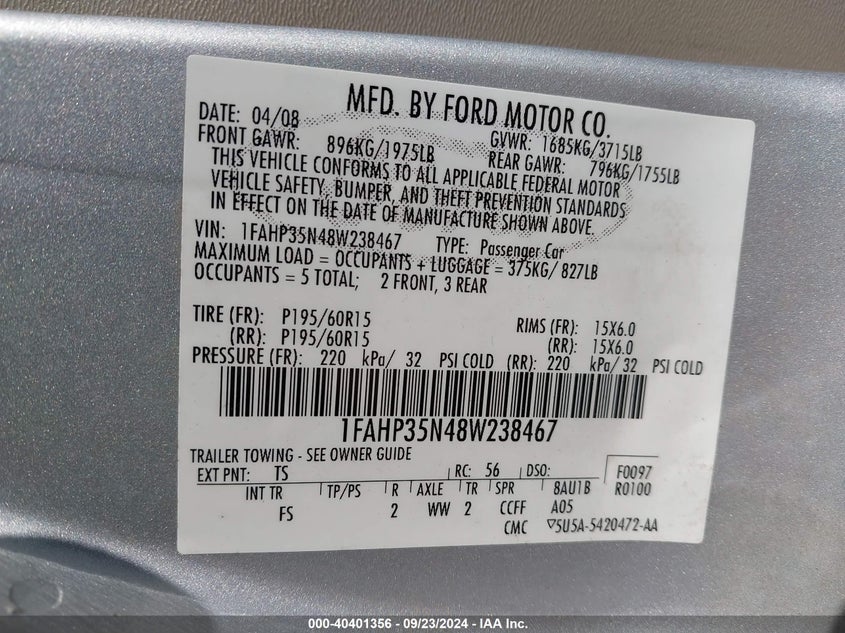 MFD. BY FORD MOTOR CO.
DATE: 04/08 GVWR: 1685KG/3715LB
FRONT GAWR: 896KG/1975LB REAR GAWR: 796KG/1755LB
THIS VEHICLE CONFORMS TO ALL APPLICABLE FEDERAL MOTOR
VEHICLE SAFETY, BUMPER, AND THEFT PREVENTION STANDARDS
IN EFFECT ON THE DATE OF MANUFACTURE SHOWN ABOVE.
VIN: 1FAHP35N48W238467 TYPE: Passenger Car
MAXIMUM LOAD = OCCUPANTS + LUGGAGE = 375KG/ 827LB
OCCUPANTS = 5 TOTAL; 2 FRONT, 3 REAR
TIRE (FR): P195/60R15 RIMS (FR): 15X6.0
(RR): P195/60R15 (RR): 15X6.0
PRESSURE (FR): 220 kPa/ 32 PSI COLD (RR): 220 kPa/ 32 PSI COLD
1FAHP35N48W238467
TRAILER TOWING - SEE OWNER GUIDE
EXT PNT: TS RC: 56 DSO: F0097
INT TR TP/PS R AXLE TR SPR 8AU1B R0100
FS 2 WW 2 CCFF A05
CMC ▽5U5A-5420472-AA
000-40401356 - 09/23/2024 - IAA Inc.